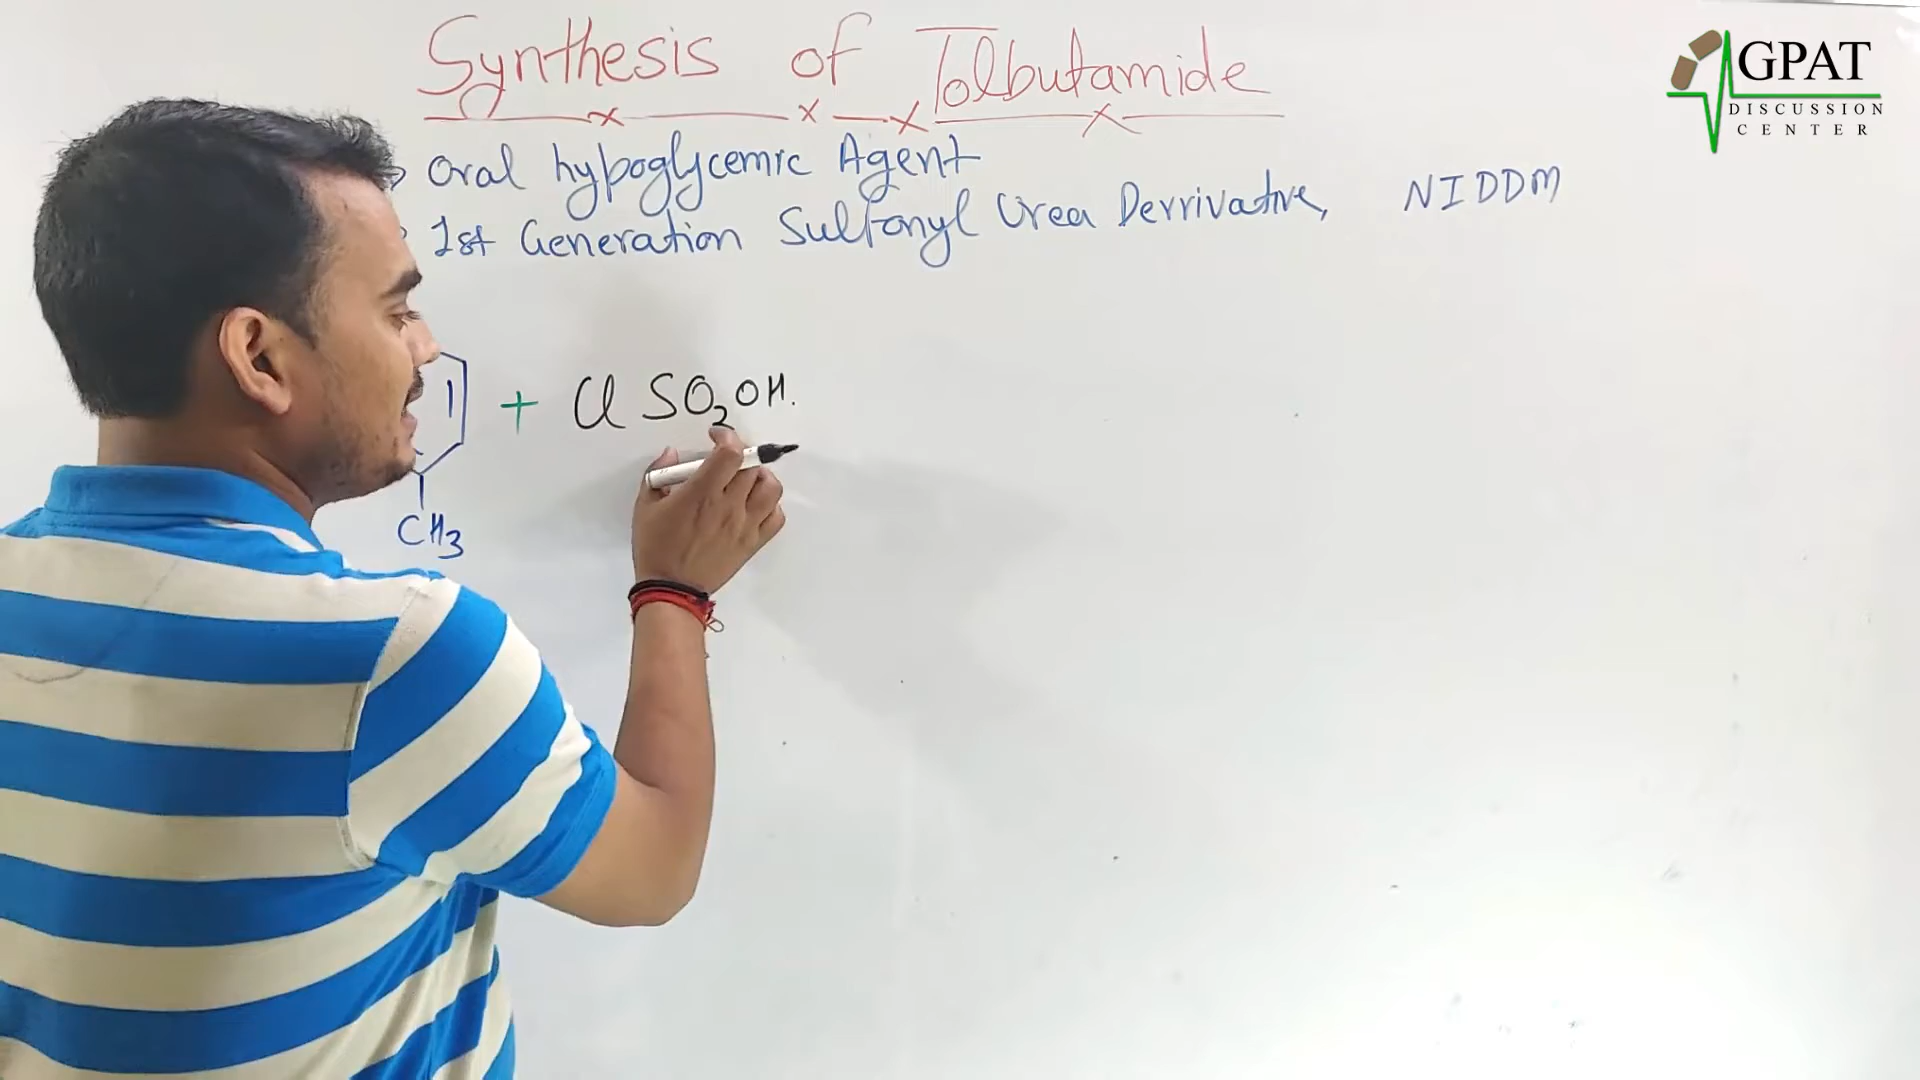 Synthesis of Tolbutamide
Oral hypoglycemic Agent
1st Generation Sulfonyl Urea Derrivative, NIDDM
+ Cl SO2OH.
CH3
GPAT
DISCUSSION
CENTER